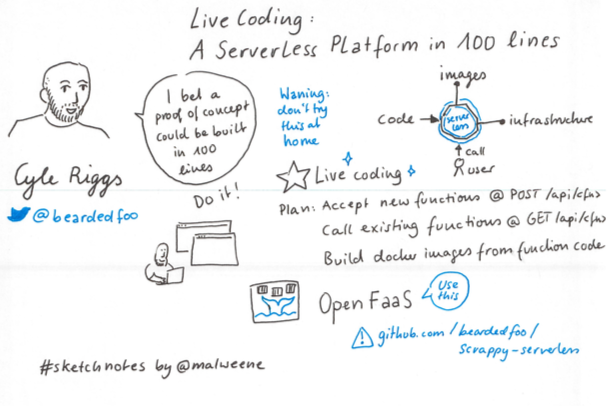 Live Coding:
A Serverless Platform in 100 lines
I bet a
proof of concept
could be built
in 100
lines
Waning:
don't try
this at
home
images
code
serverless
infrastructure
call
user
Cyle Riggs
@beardedfoo
Do it!
Live coding
Plan: Accept new functions @ POST /api/cfns
Call existing functions @ GET /api/cfns
Build docker images from function code
Open FaaS
Use
this
github.com/beardedfoo/
scrappy-serverless
#sketchnotes by @malweene